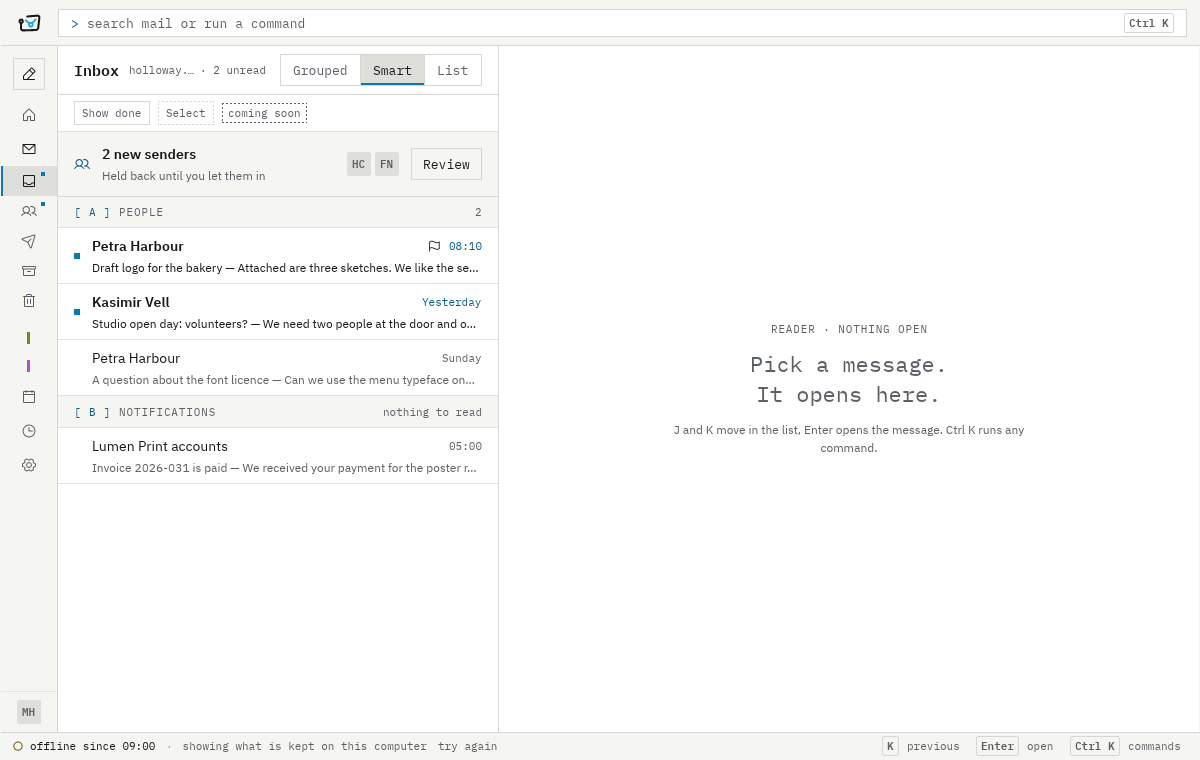 > search mail or run a command Ctrl K
Inbox holloway.… · 2 unread Grouped Smart List
Show done Select coming soon
2 new senders
Held back until you let them in
HC FN Review
[ A ] PEOPLE 2
Petra Harbour 08:10
Draft logo for the bakery — Attached are three sketches. We like the se…
Kasimir Vell Yesterday
Studio open day: volunteers? — We need two people at the door and o…
Petra Harbour Sunday
A question about the font licence — Can we use the menu typeface on…
[ B ] NOTIFICATIONS nothing to read
Lumen Print accounts 05:00
Invoice 2026-031 is paid — We received your payment for the poster r…
READER · NOTHING OPEN
Pick a message.
It opens here.
J and K move in the list, Enter opens the message. Ctrl K runs any
command.
MH
offline since 09:00 · showing what is kept on this computer try again K previous Enter open Ctrl K commands